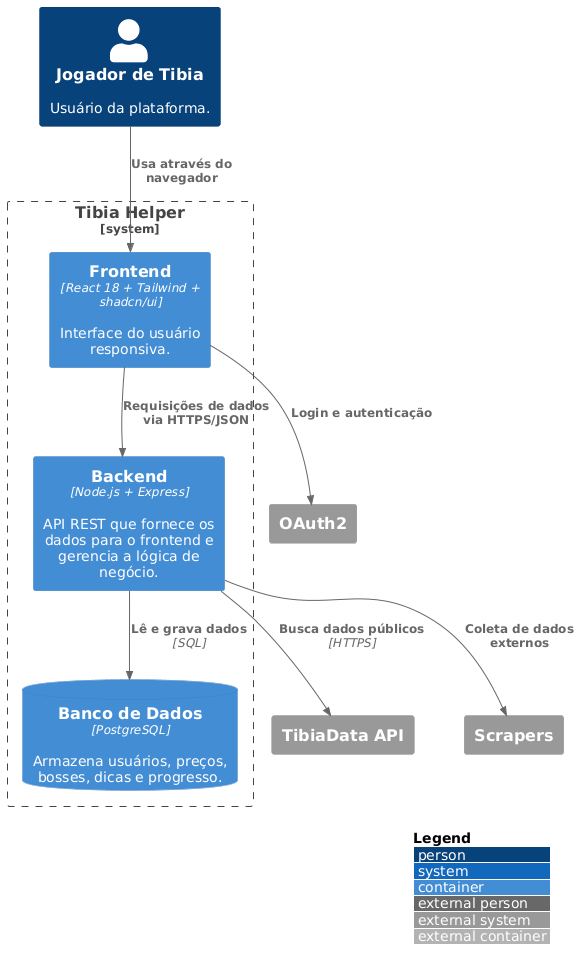 Jogador de Tibia
Usuário da plataforma.
Usa através do
navegador
Tibia Helper
[system]
Frontend
[React 18 + Tailwind +
shadcn/ui]
Interface do usuário
responsiva.
Requisições de dados
via HTTPS/JSON
Login e autenticação
Backend
[Node.js + Express]
API REST que fornece os
dados para o frontend e
gerencia a lógica de
negócio.
OAuth2
Lê e grava dados
[SQL]
Busca dados públicos
[HTTPS]
Coleta de dados
externos
Banco de Dados
[PostgreSQL]
Armazena usuários, preços,
bosses, dicas e progresso.
TibiaData API
Scrapers
Legend
person
system
container
external person
external system
external container